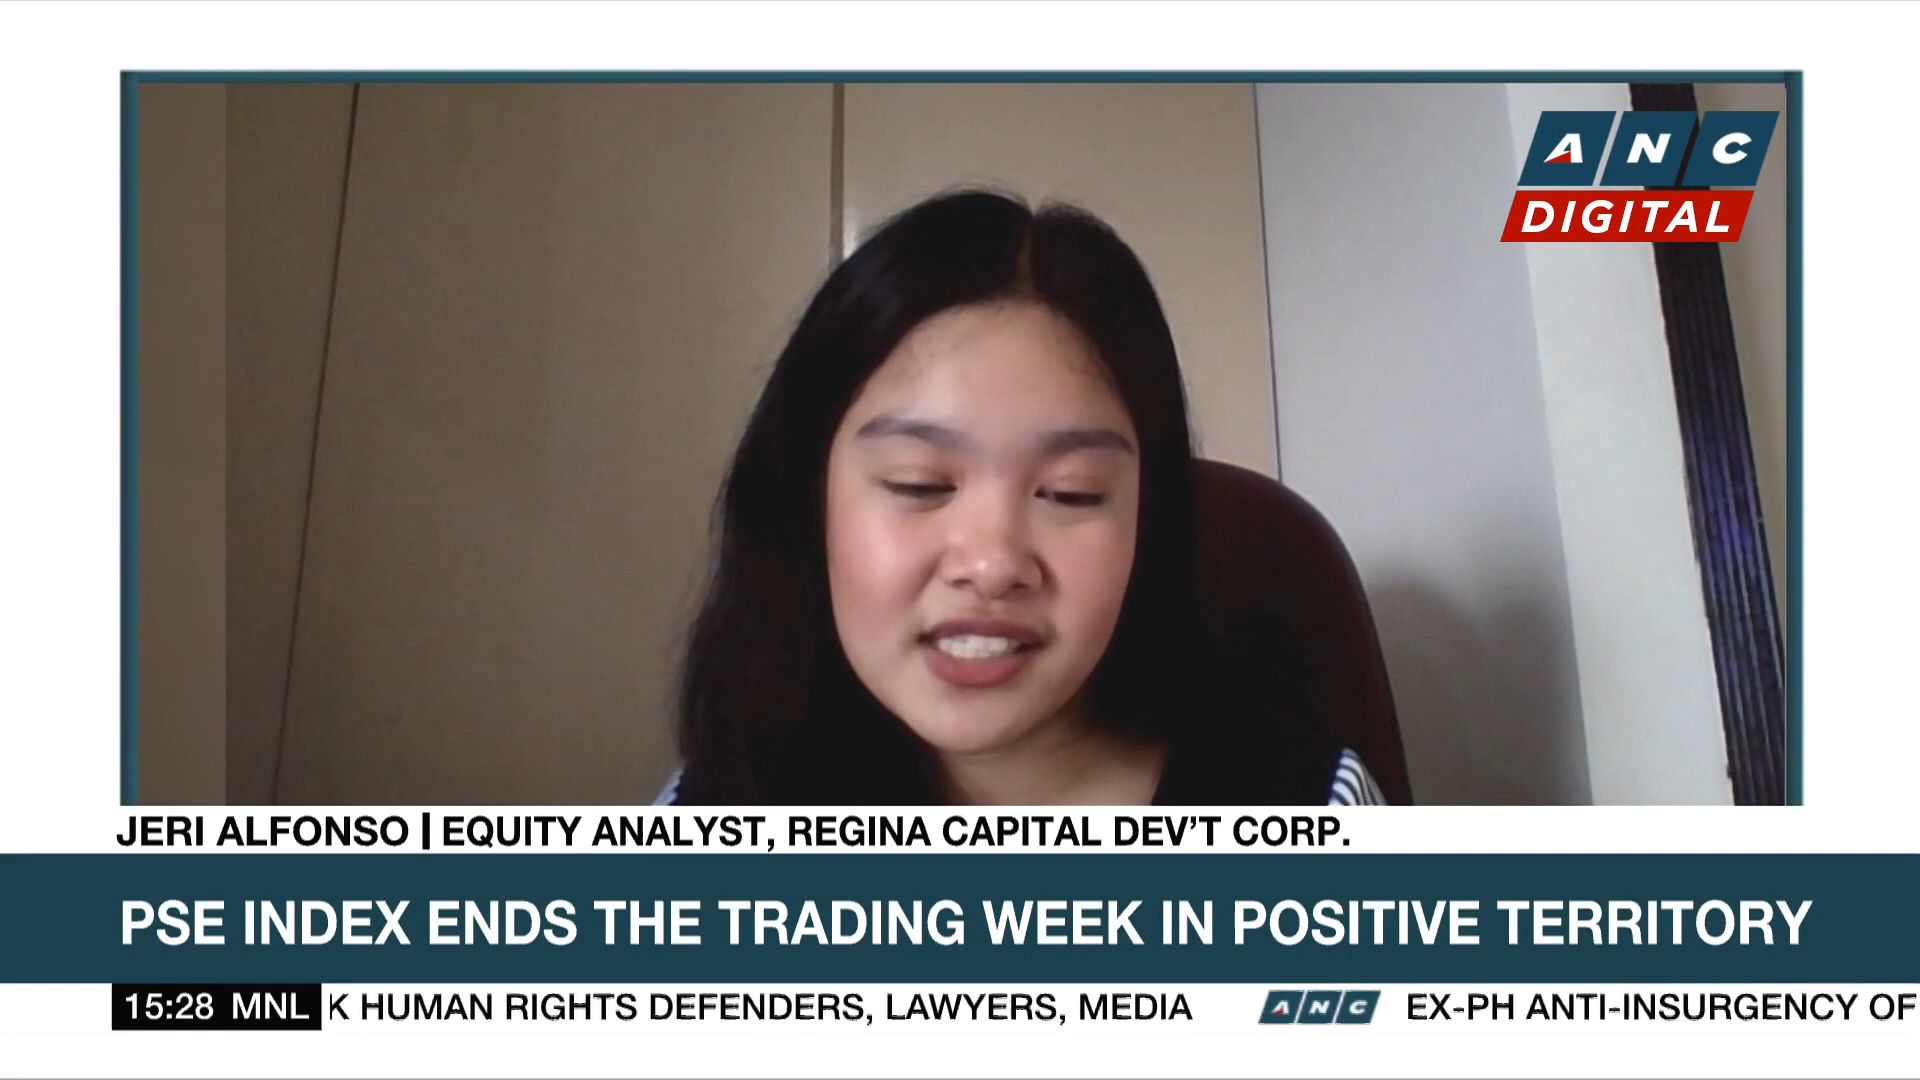 ANC
DIGITAL
JERI ALFONSO | EQUITY ANALYST, REGINA CAPITAL DEV'T CORP.
PSE INDEX ENDS THE TRADING WEEK IN POSITIVE TERRITORY
15:28 MNL K HUMAN RIGHTS DEFENDERS, LAWYERS, MEDIA ANC EX-PH ANTI-INSURGENCY OF